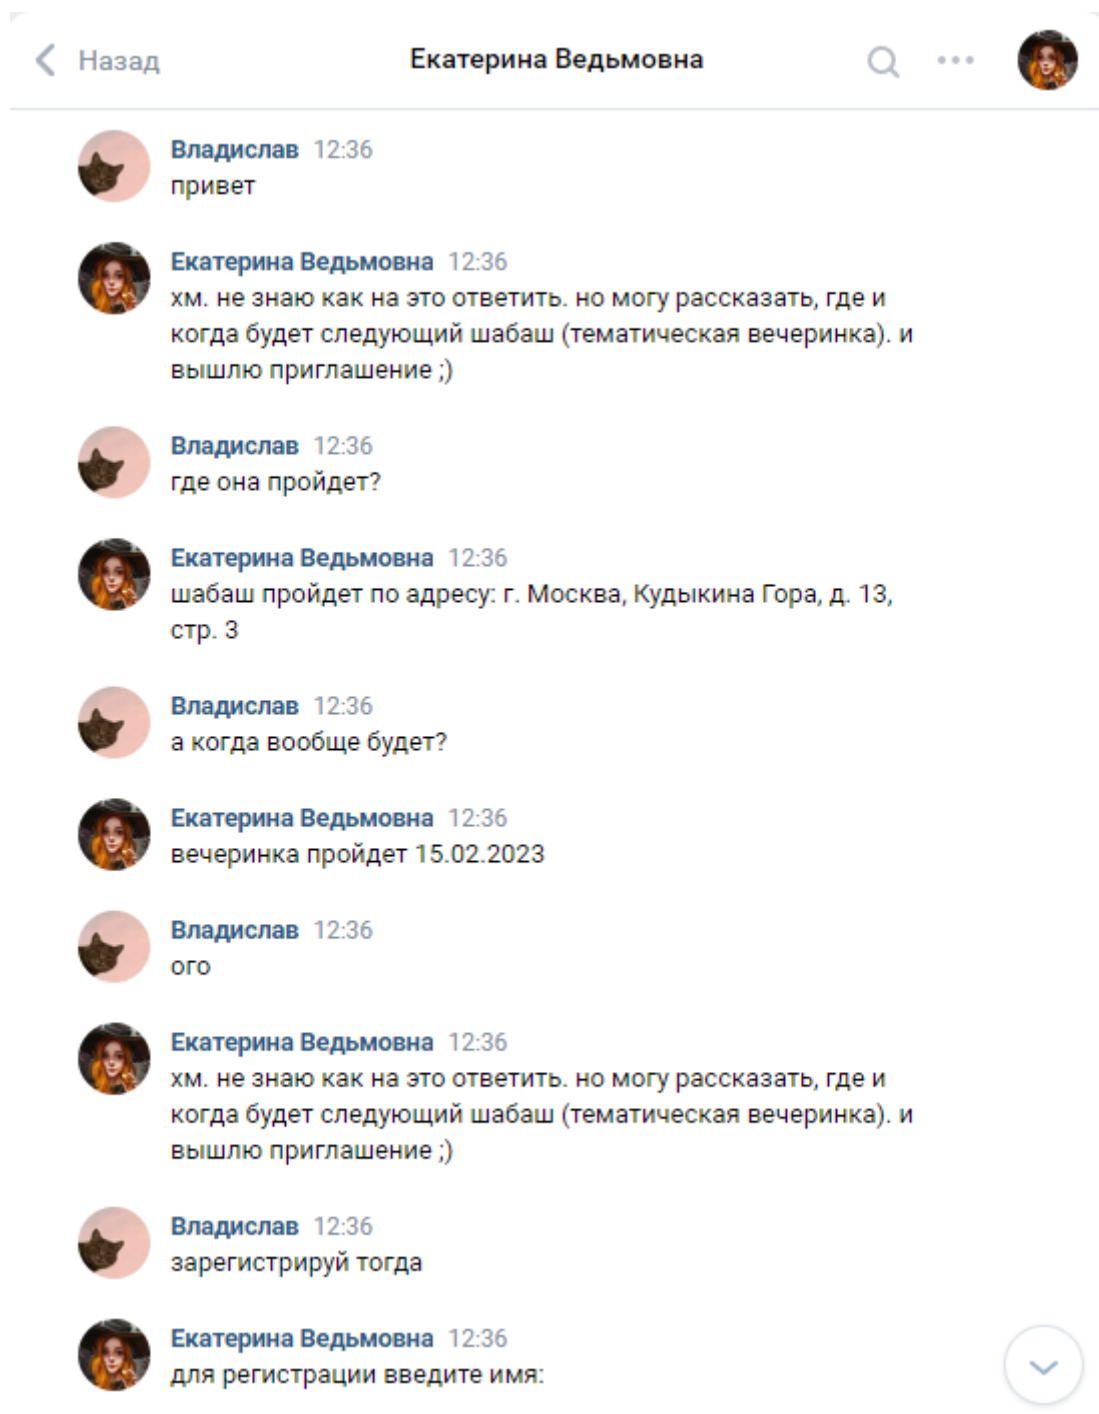 Назад
Екатерина Ведьмовна
Владислав 12:36
привет
Екатерина Ведьмовна 12:36
хм. не знаю как на это ответить. но могу рассказать, где и
когда будет следующий шабаш (тематическая вечеринка). и
вышлю приглашение ;)
Владислав 12:36
где она пройдет?
Екатерина Ведьмовна 12:36
шабаш пройдет по адресу: г. Москва, Кудыкина Гора, д. 13,
стр. 3
Владислав 12:36
а когда вообще будет?
Екатерина Ведьмовна 12:36
вечеринка пройдет 15.02.2023
Владислав 12:36
ого
Екатерина Ведьмовна 12:36
хм. не знаю как на это ответить. но могу рассказать, где и
когда будет следующий шабаш (тематическая вечеринка). и
вышлю приглашение ;)
Владислав 12:36
зарегистрируй тогда
Екатерина Ведьмовна 12:36
для регистрации введите имя: